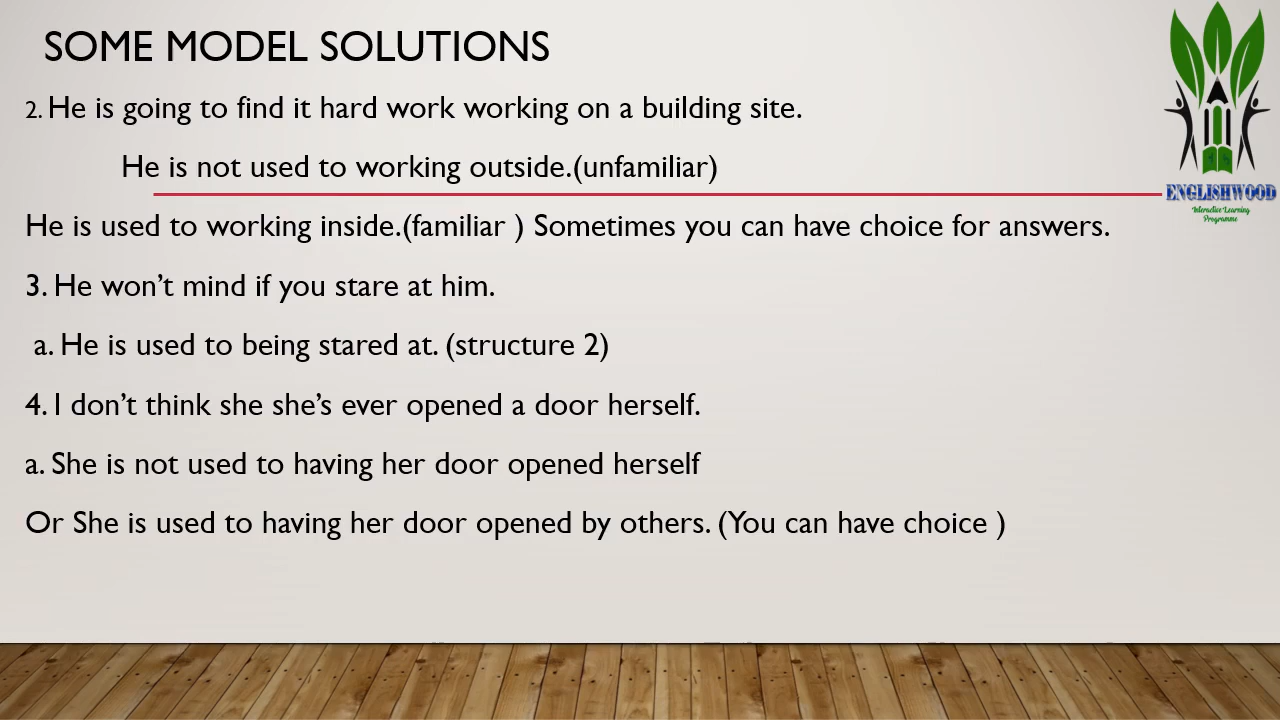 SOME MODEL SOLUTIONS
2. He is going to find it hard work working on a building site.
He is not used to working outside.(unfamiliar)
ENGLISHWOOD
Interactive Learning
Programme
He is used to working inside.(familiar ) Sometimes you can have choice for answers.
3. He won’t mind if you stare at him.
a. He is used to being stared at. (structure 2)
4. I don’t think she she’s ever opened a door herself.
a. She is not used to having her door opened herself
Or She is used to having her door opened by others. (You can have choice )